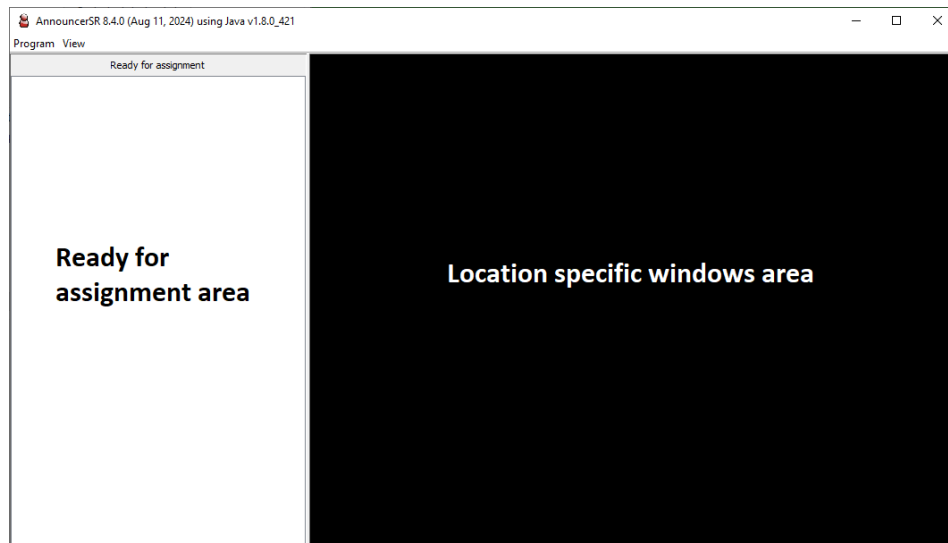 AnnouncerSR 8.4.0 (Aug 11, 2024) using Java v1.8.0_421
Program View
Ready for assignment
Ready for
assignment area
Location specific windows area